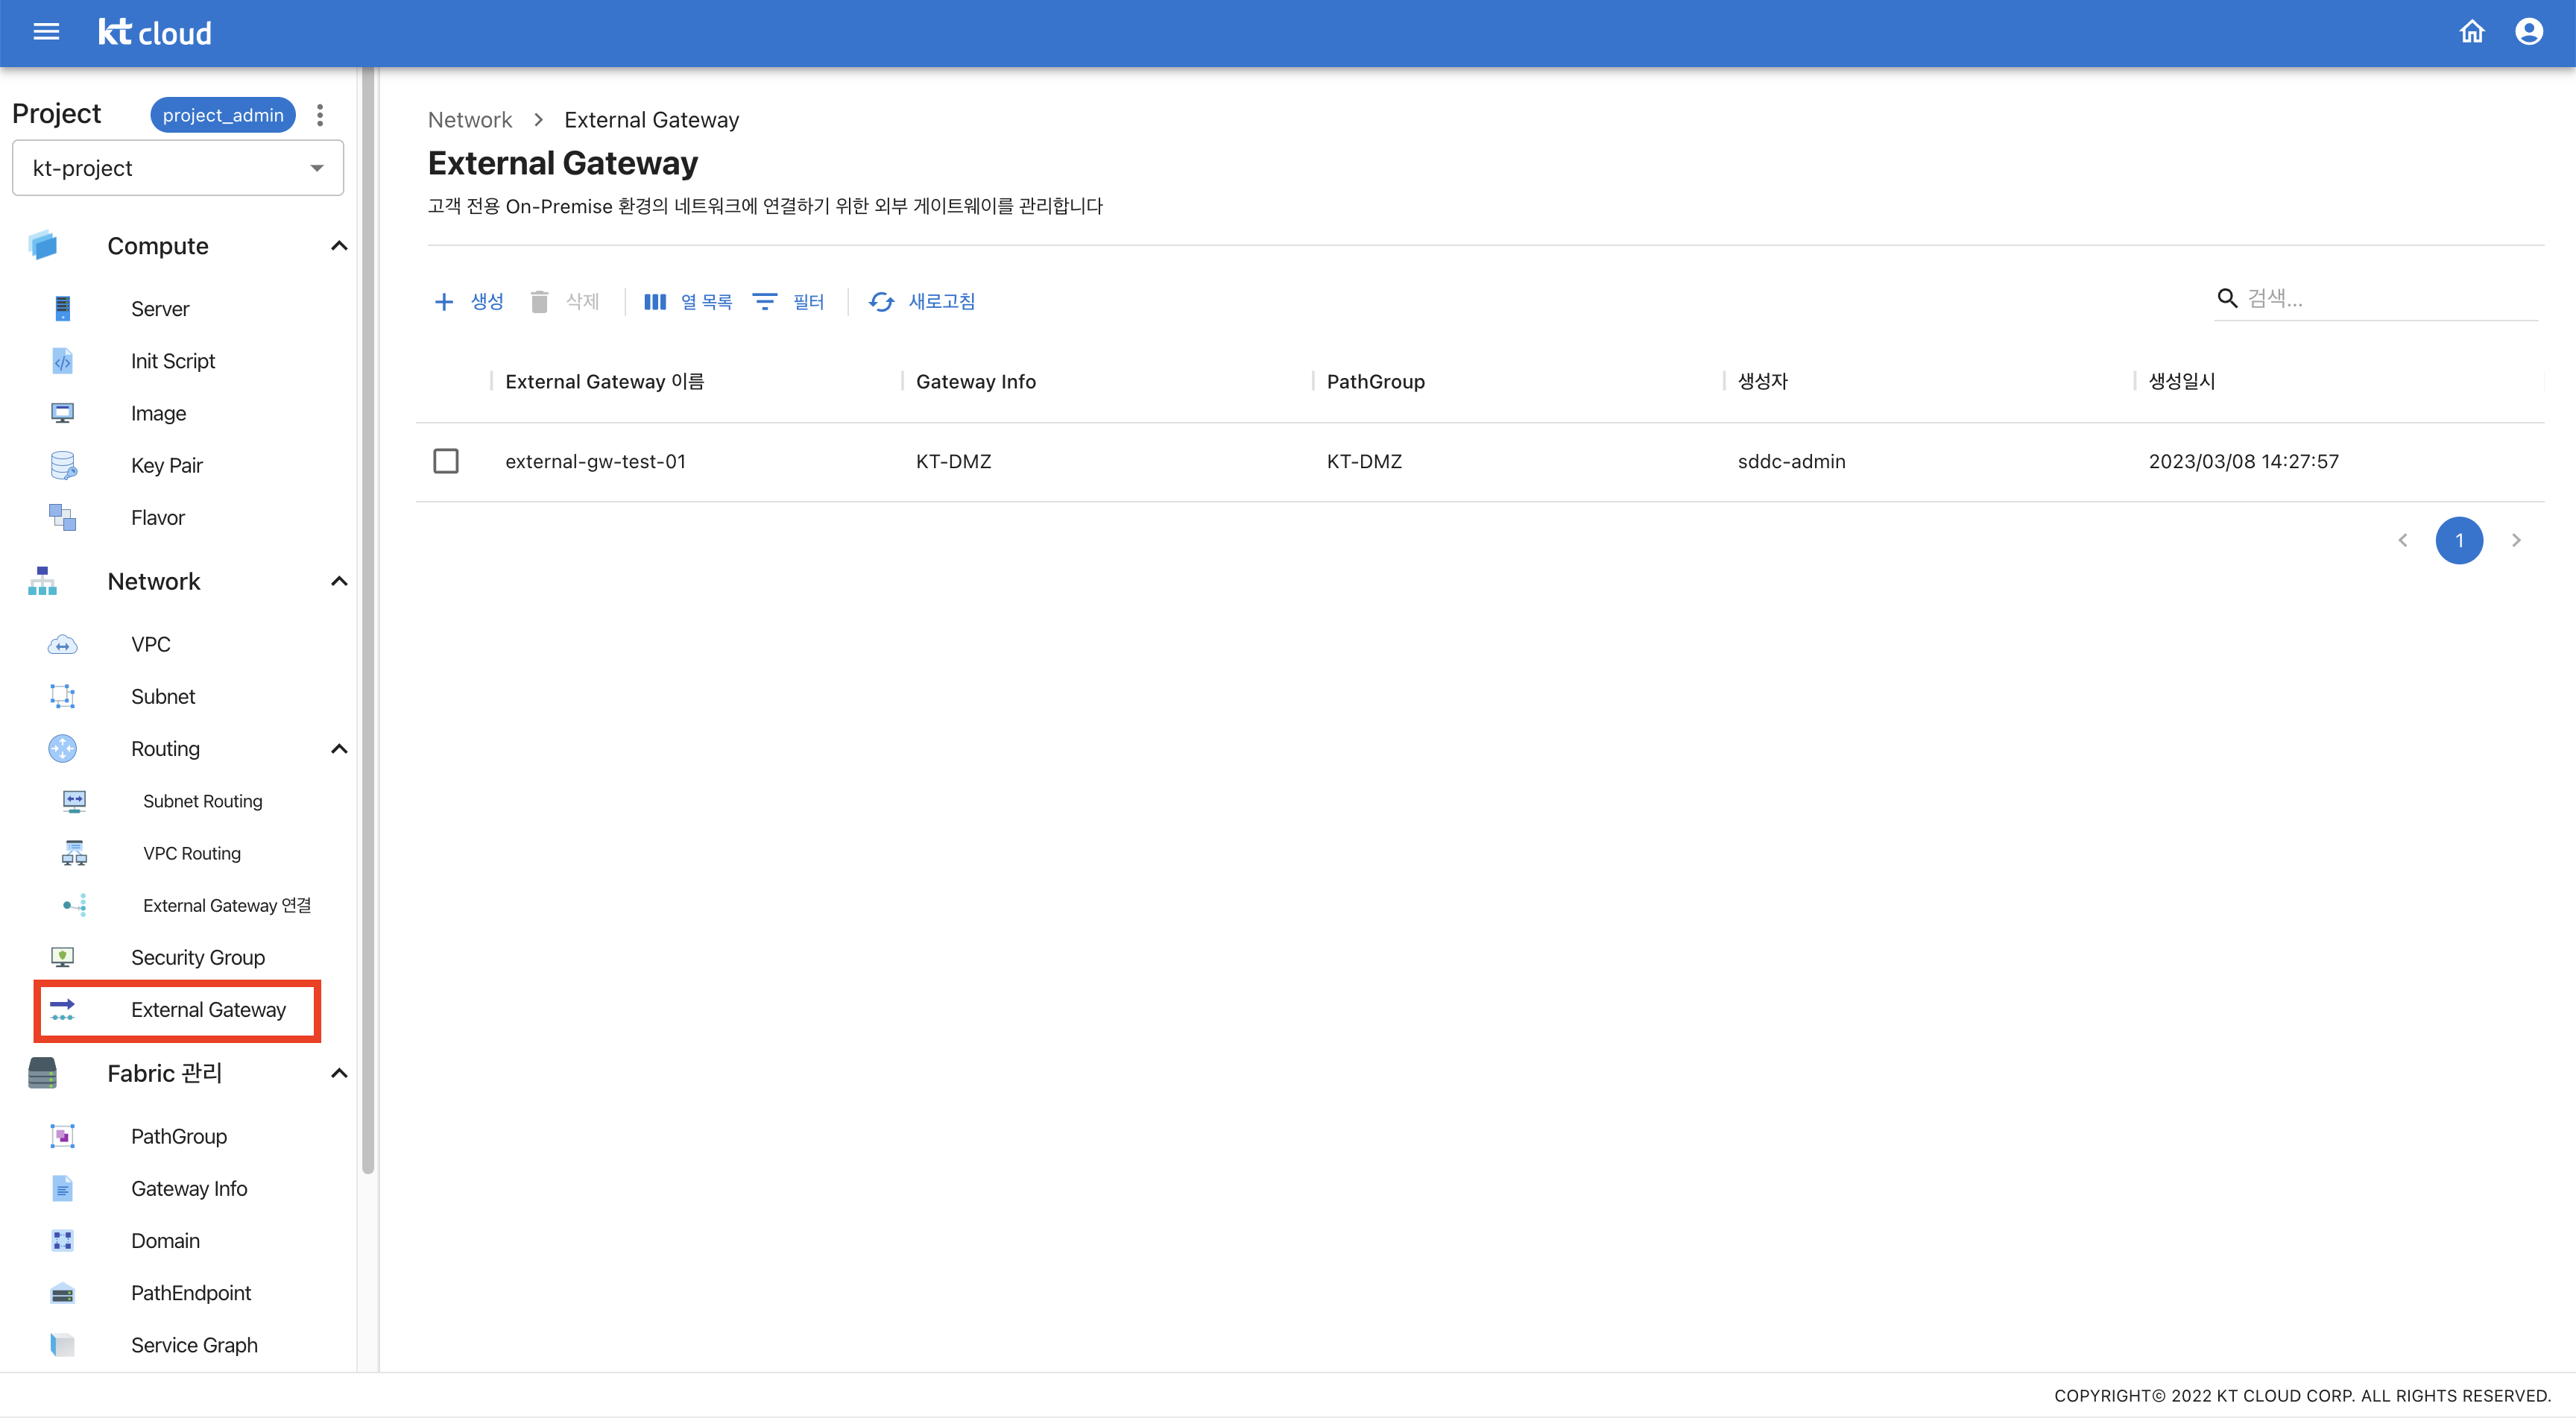 kt cloud
Project
project_admin
kt-project
Compute
Server
Init Script
Image
Key Pair
Flavor
Network
VPC
Subnet
Routing
Subnet Routing
VPC Routing
External Gateway 연결
Security Group
External Gateway
Fabric 관리
PathGroup
Gateway Info
Domain
PathEndpoint
Service Graph
Network > External Gateway
External Gateway
고객 전용 On-Premise 환경의 네트워크에 연결하기 위한 외부 게이트웨이를 관리합니다
생성 삭제 열 목록 필터 새로고침 검색...
External Gateway 이름 Gateway Info PathGroup 생성자 생성일시
external-gw-test-01 KT-DMZ KT-DMZ sddc-admin 2023/03/08 14:27:57
1
COPYRIGHT© 2022 KT CLOUD CORP. ALL RIGHTS RESERVED.